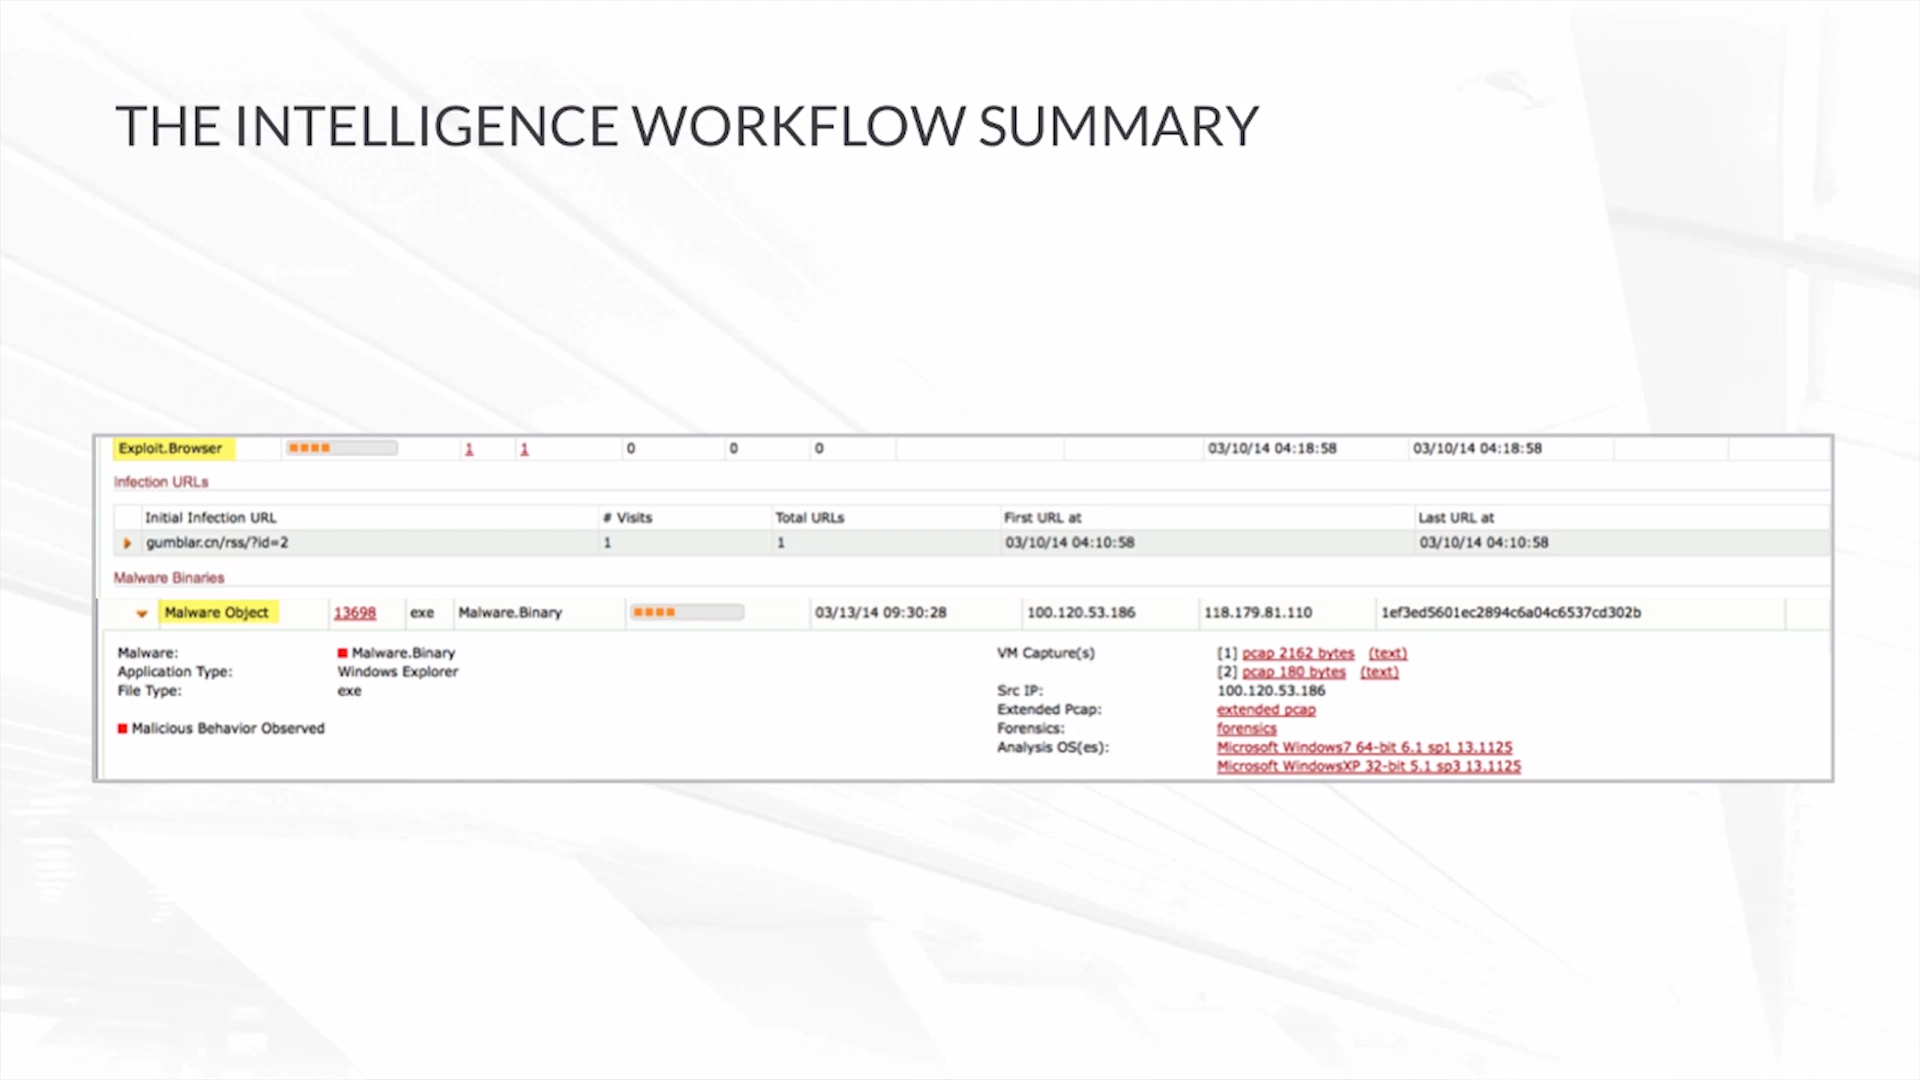 THE INTELLIGENCE WORKFLOW SUMMARY
Exploit.Browser 1 1 0 0 0 03/10/14 04:18:58 03/10/14 04:18:58
Infection URLs
Initial Infection URL # Visits Total URLs First URL at Last URL at
gumblar.cn/rss/?id=2 1 1 03/10/14 04:10:58 03/10/14 04:10:58
Malware Binaries
Malware Object 13698 exe Malware.Binary 03/13/14 09:30:28 100.120.53.186 118.179.81.110 1ef3ed5601ec2894c6a04c6537cd302b
Malware: Malware.Binary VM Capture(s) [1] pcap 2162 bytes (text)
Application Type: Windows Explorer [2] pcap 180 bytes (text)
File Type: exe Src IP: 100.120.53.186
Extended Pcap: extended pcap
Malicious Behavior Observed Forensics: forensics
Analysis OS(es): Microsoft Windows7 64-bit 6.1 sp1 13.1125
Microsoft WindowsXP 32-bit 5.1 sp3 13.1125